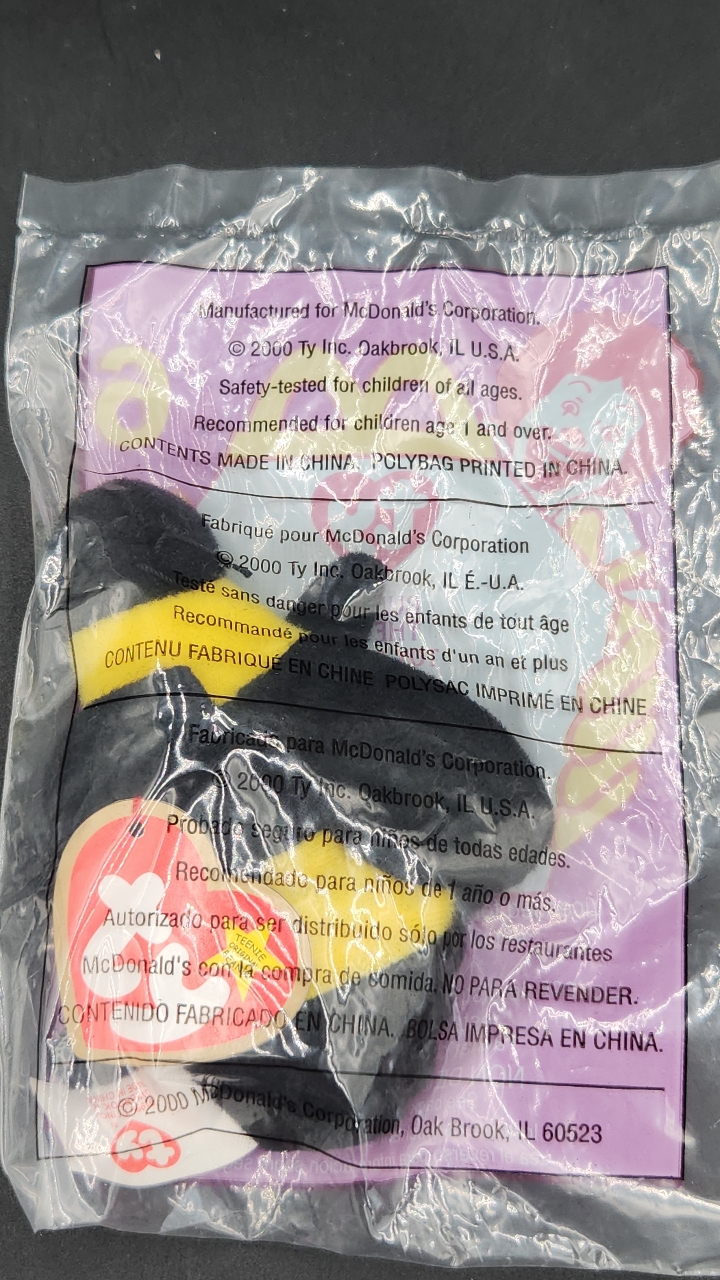 Manufactured for McDonald's Corporation.
© 2000 Ty Inc. Oakbrook, IL U.S.A.
Safety-tested for children of all ages.
Recommended for children age 1 and over.
CONTENTS MADE IN CHINA. POLYBAG PRINTED IN CHINA.
Fabriqué pour McDonald's Corporation
© 2000 Ty Inc. Oakbrook, IL É.-U.A.
Testé sans danger pour les enfants de tout âge
Recommandé pour les enfants d'un an et plus
CONTENU FABRIQUÉ EN CHINE POLYSAC IMPRIMÉ EN CHINE
Fabricado para McDonald's Corporation.
© 2000 Ty Inc. Oakbrook, IL U.S.A.
Probado seguro para niños de todas edades.
Recomendado para niños de 1 año o más.
Autorizado para ser distribuido sólo por los restaurantes
McDonald's con la compra de comida. NO PARA REVENDER.
CONTENIDO FABRICADO EN CHINA. BOLSA IMPRESA EN CHINA.
© 2000 McDonald's Corporation, Oak Brook, IL 60523
ty
TEENIE
ty